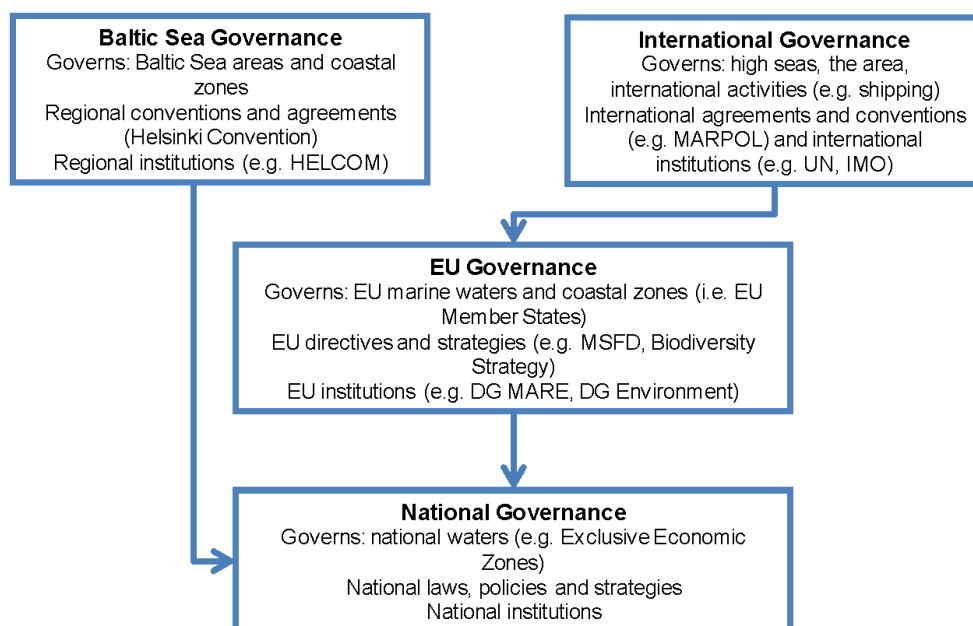 Baltic Sea Governance
Governs: Baltic Sea areas and coastal
zones
Regional conventions and agreements
(Helsinki Convention)
Regional institutions (e.g. HELCOM)
International Governance
Governs: high seas, the area,
international activities (e.g. shipping)
International agreements and conventions
(e.g. MARPOL) and international
institutions (e.g. UN, IMO)
EU Governance
Governs: EU marine waters and coastal zones (i.e. EU
Member States)
EU directives and strategies (e.g. MSFD, Biodiversity
Strategy)
EU institutions (e.g. DG MARE, DG Environment)
National Governance
Governs: national waters (e.g. Exclusive Economic
Zones)
National laws, policies and strategies
National institutions